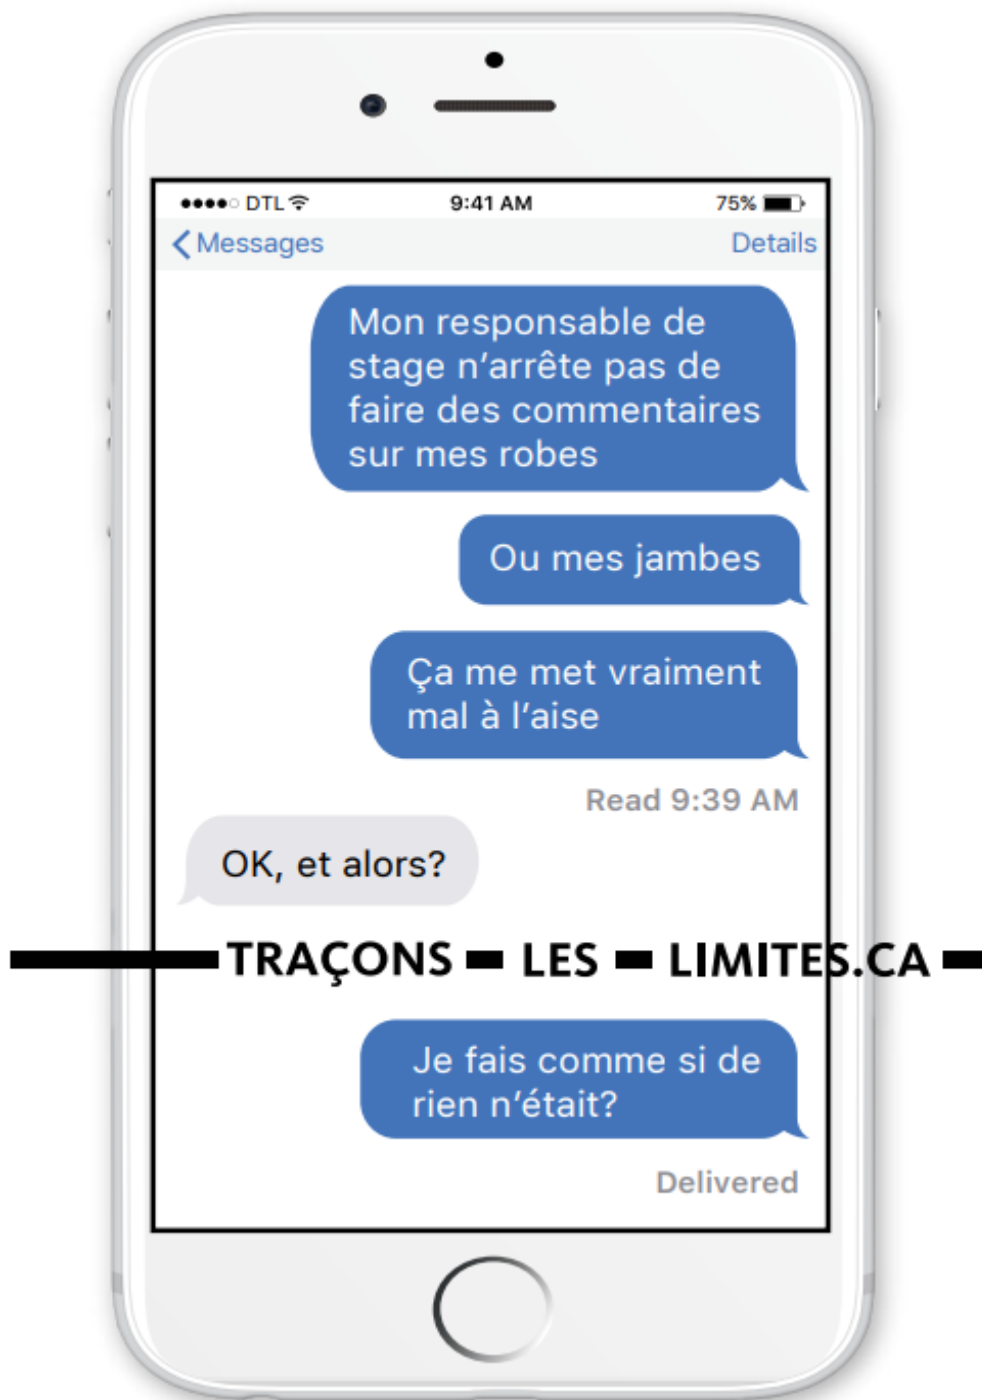 DTL 9:41 AM 75%
Messages Details
Mon responsable de
stage n’arrête pas de
faire des commentaires
sur mes robes
Ou mes jambes
Ça me met vraiment
mal à l’aise
Read 9:39 AM
OK, et alors?
TRAÇONS LES LIMITES.CA
Je fais comme si de
rien n’était?
Delivered